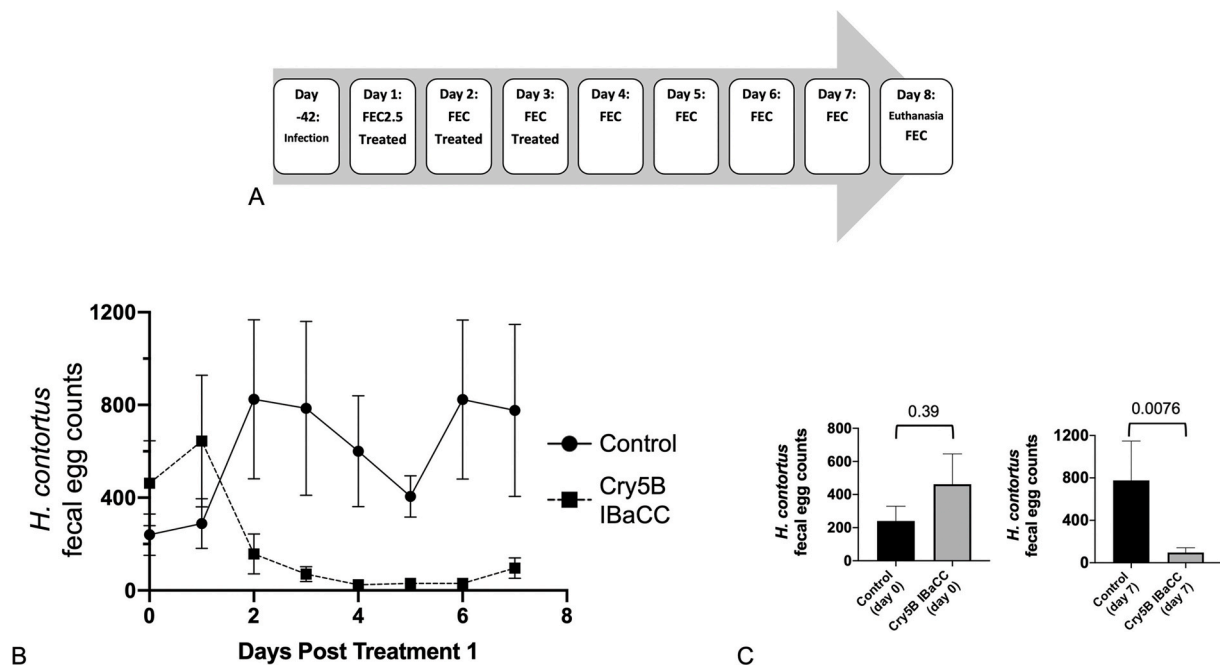 Day
-42:
Infection
Day 1:
FEC2.5
Treated
Day 2:
FEC
Treated
Day 3:
FEC
Treated
Day 4:
FEC
Day 5:
FEC
Day 6:
FEC
Day 7:
FEC
Day 8:
Euthanasia
FEC
A
H. contortus
fecal egg counts
1200
800
400
0
0
2
4
6
8
Days Post Treatment 1
Control
Cry5B
IBaCC
B
H. contortus
fecal egg counts
800
600
400
200
0
0.39
Control
(day 0)
Cry5B IBaCC
(day 0)
H. contortus
fecal egg counts
1200
800
400
0
0.0076
Control
(day 7)
Cry5B IBaCC
(day 7)
C